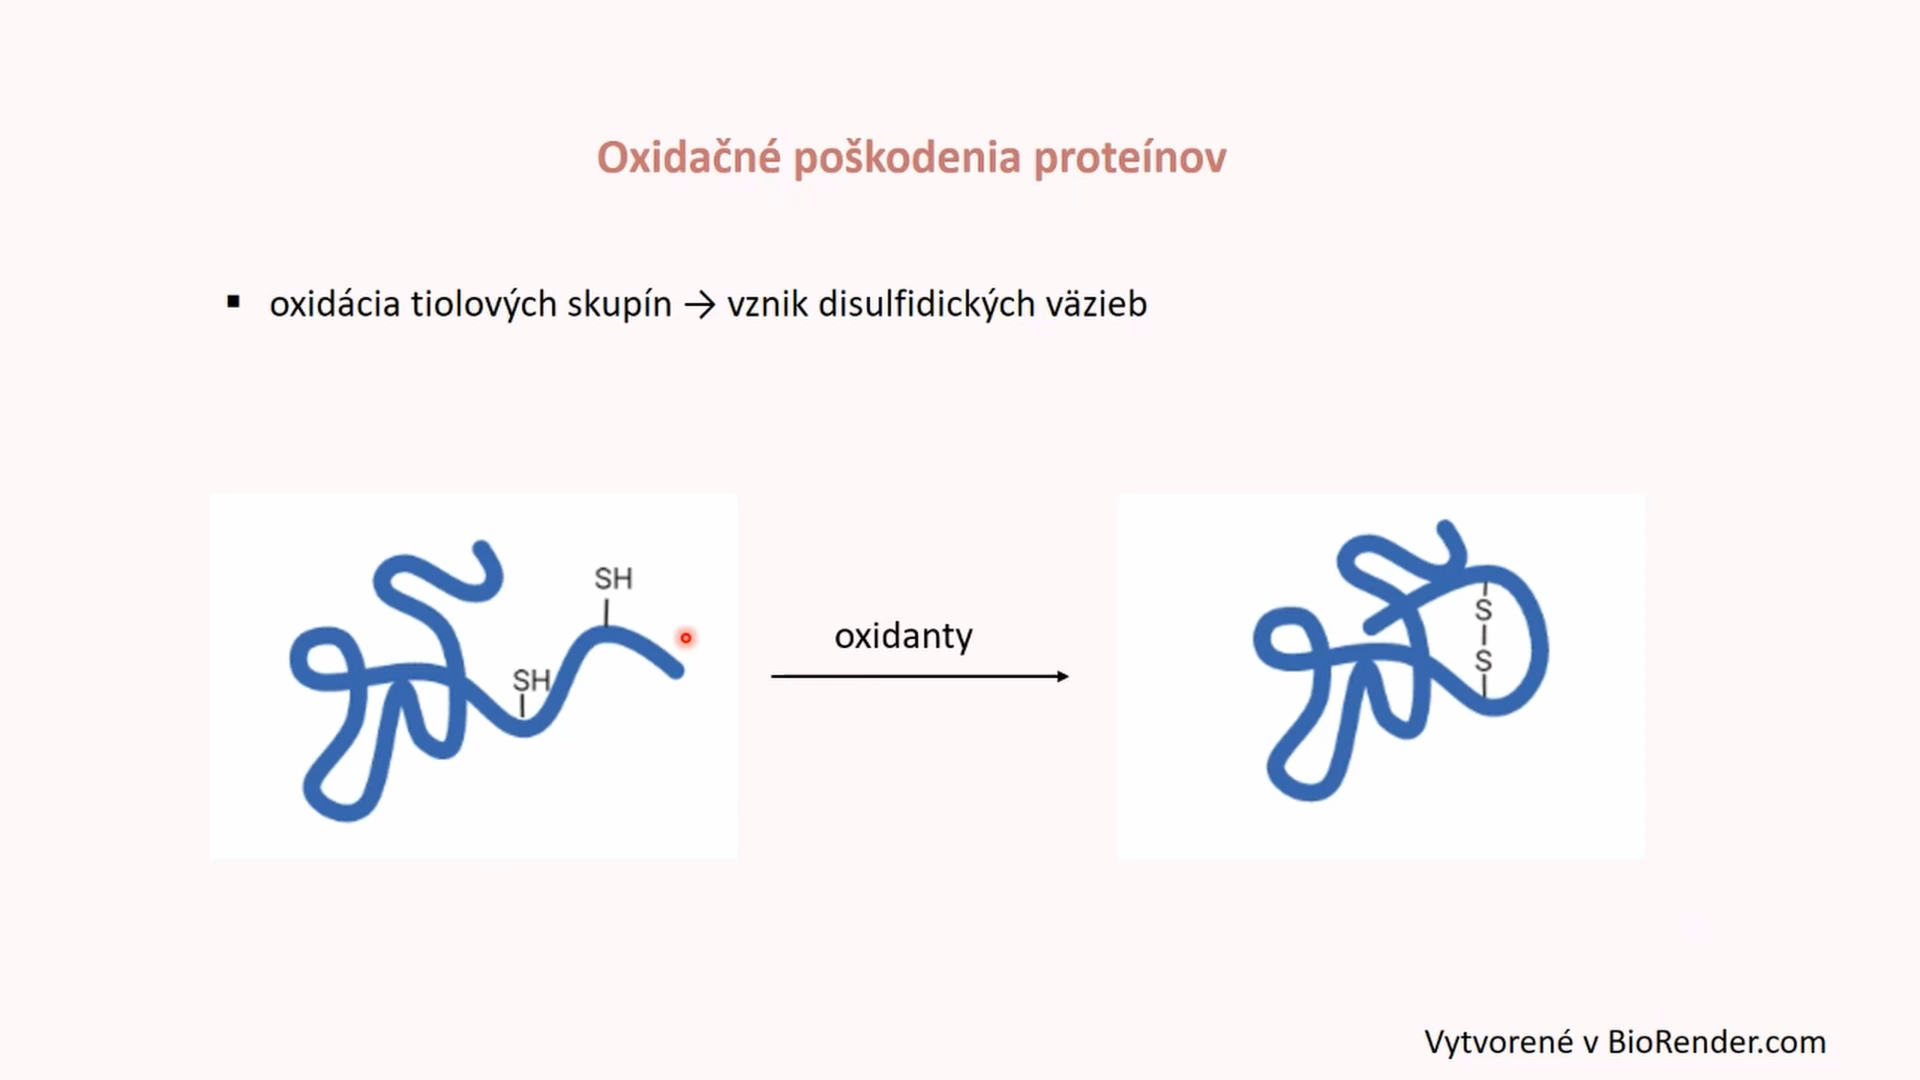 Oxidačné poškodenia proteínov
▪ oxidácia tiolových skupín → vznik disulfidických väzieb
SH
SH
oxidanty
S
S
Vytvorené v BioRender.com